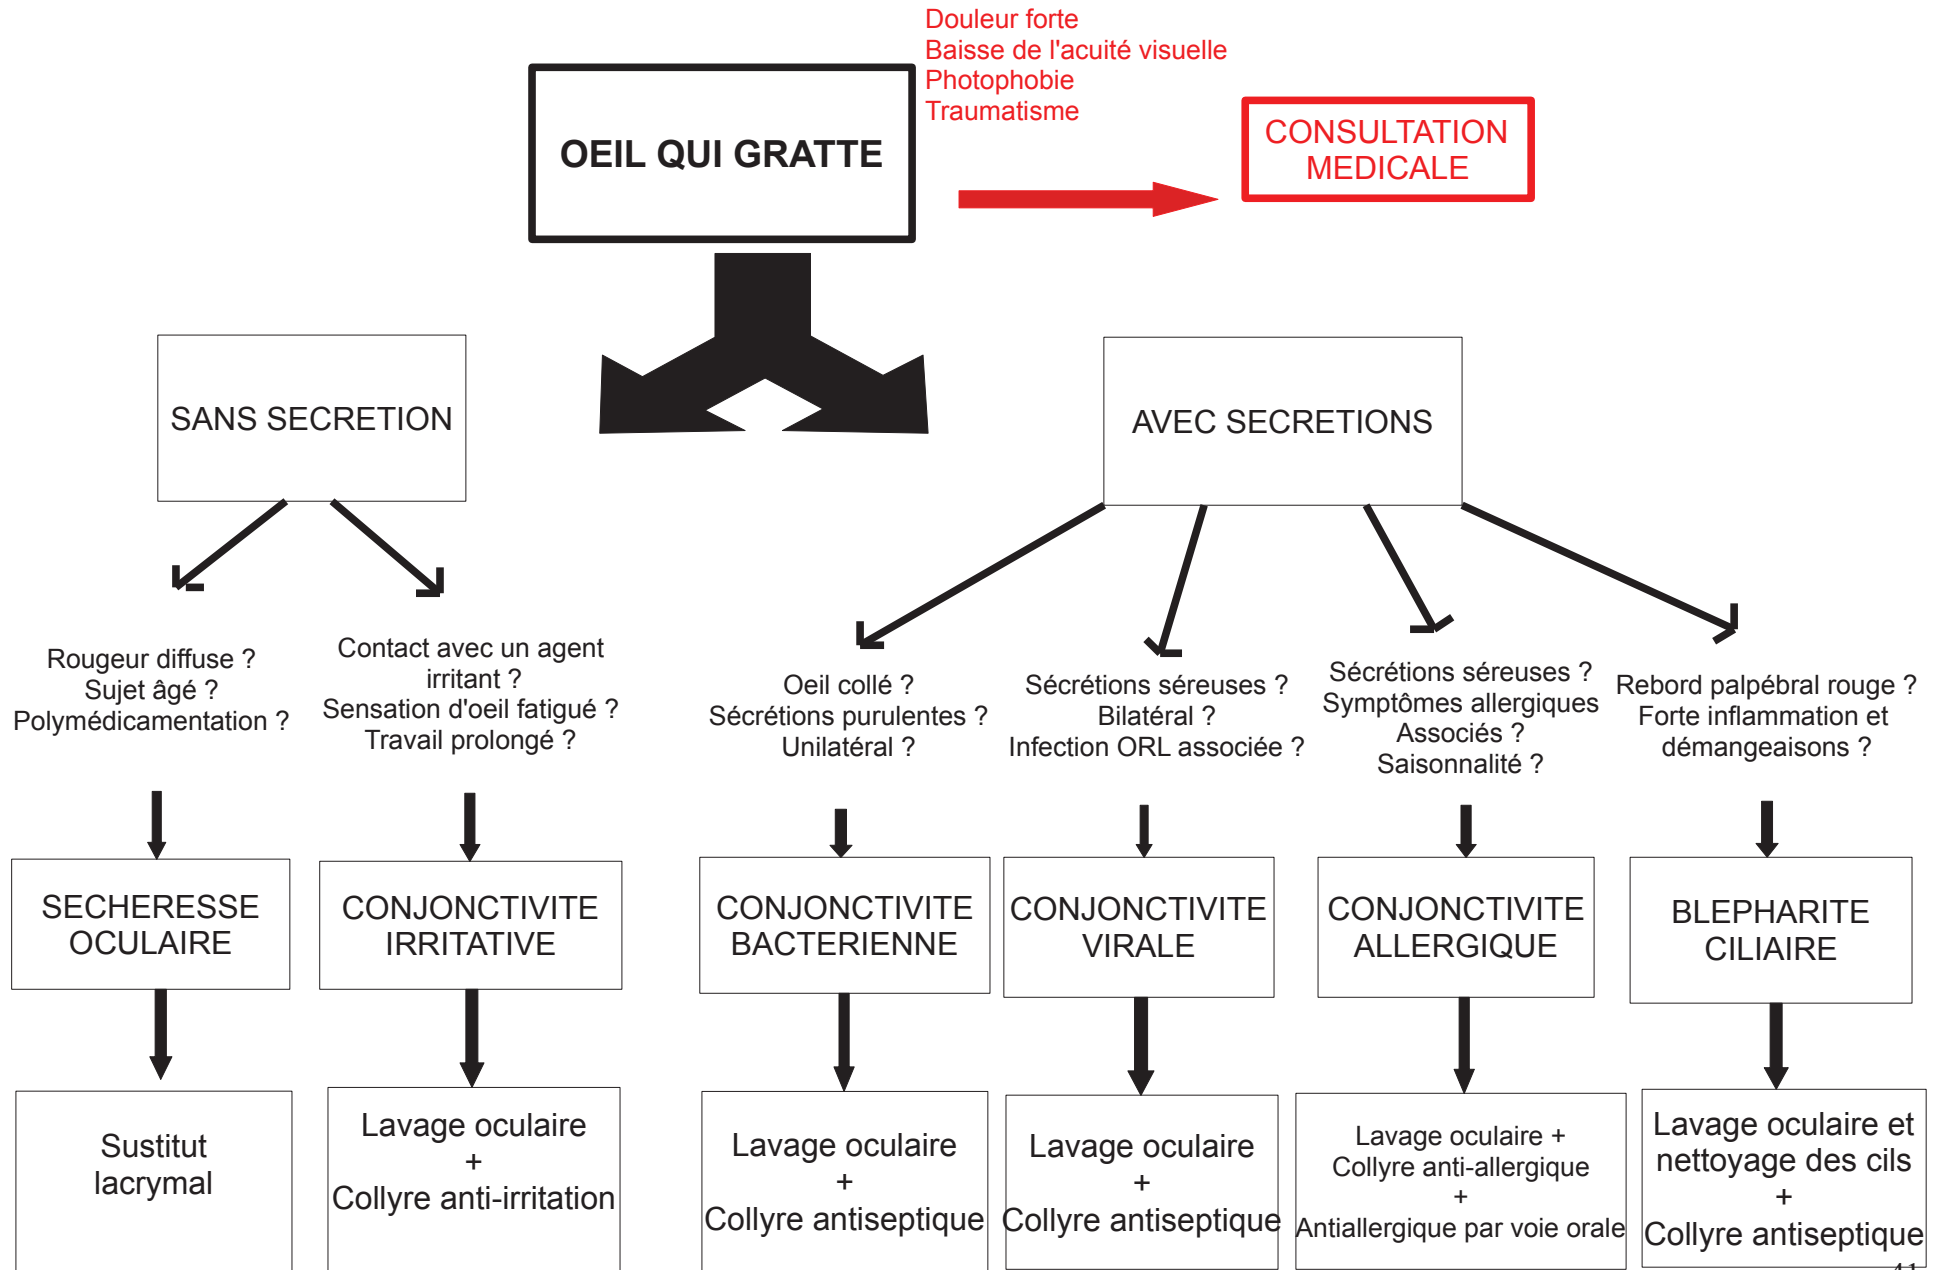 Douleur forte
Baisse de l'acuité visuelle
Photophobie
Traumatisme
OEIL QUI GRATTE
CONSULTATION
MEDICALE
SANS SECRETION
AVEC SECRETIONS
Rougeur diffuse ?
Sujet âgé ?
Polymédicamentation ?
Contact avec un agent
irritant ?
Sensation d'oeil fatigué ?
Travail prolongé ?
Oeil collé ?
Sécrétions purulentes ?
Unilatéral ?
Sécrétions séreuses ?
Bilatéral ?
Infection ORL associée ?
Sécrétions séreuses ?
Symptômes allergiques
Associés ?
Saisonnalité ?
Rebord palpébral rouge ?
Forte inflammation et
démangeaisons ?
SECHERESSE
OCULAIRE
CONJONCTIVITE
IRRITATIVE
CONJONCTIVITE
BACTERIENNE
CONJONCTIVITE
VIRALE
CONJONCTIVITE
ALLERGIQUE
BLEPHARITE
CILIAIRE
Sustitut
lacrymal
Lavage oculaire
+
Collyre anti-irritation
Lavage oculaire
+
Collyre antiseptique
Lavage oculaire
+
Collyre antiseptique
Lavage oculaire +
Collyre anti-allergique
+
Antiallergique par voie orale
Lavage oculaire et
nettoyage des cils
+
Collyre antiseptique